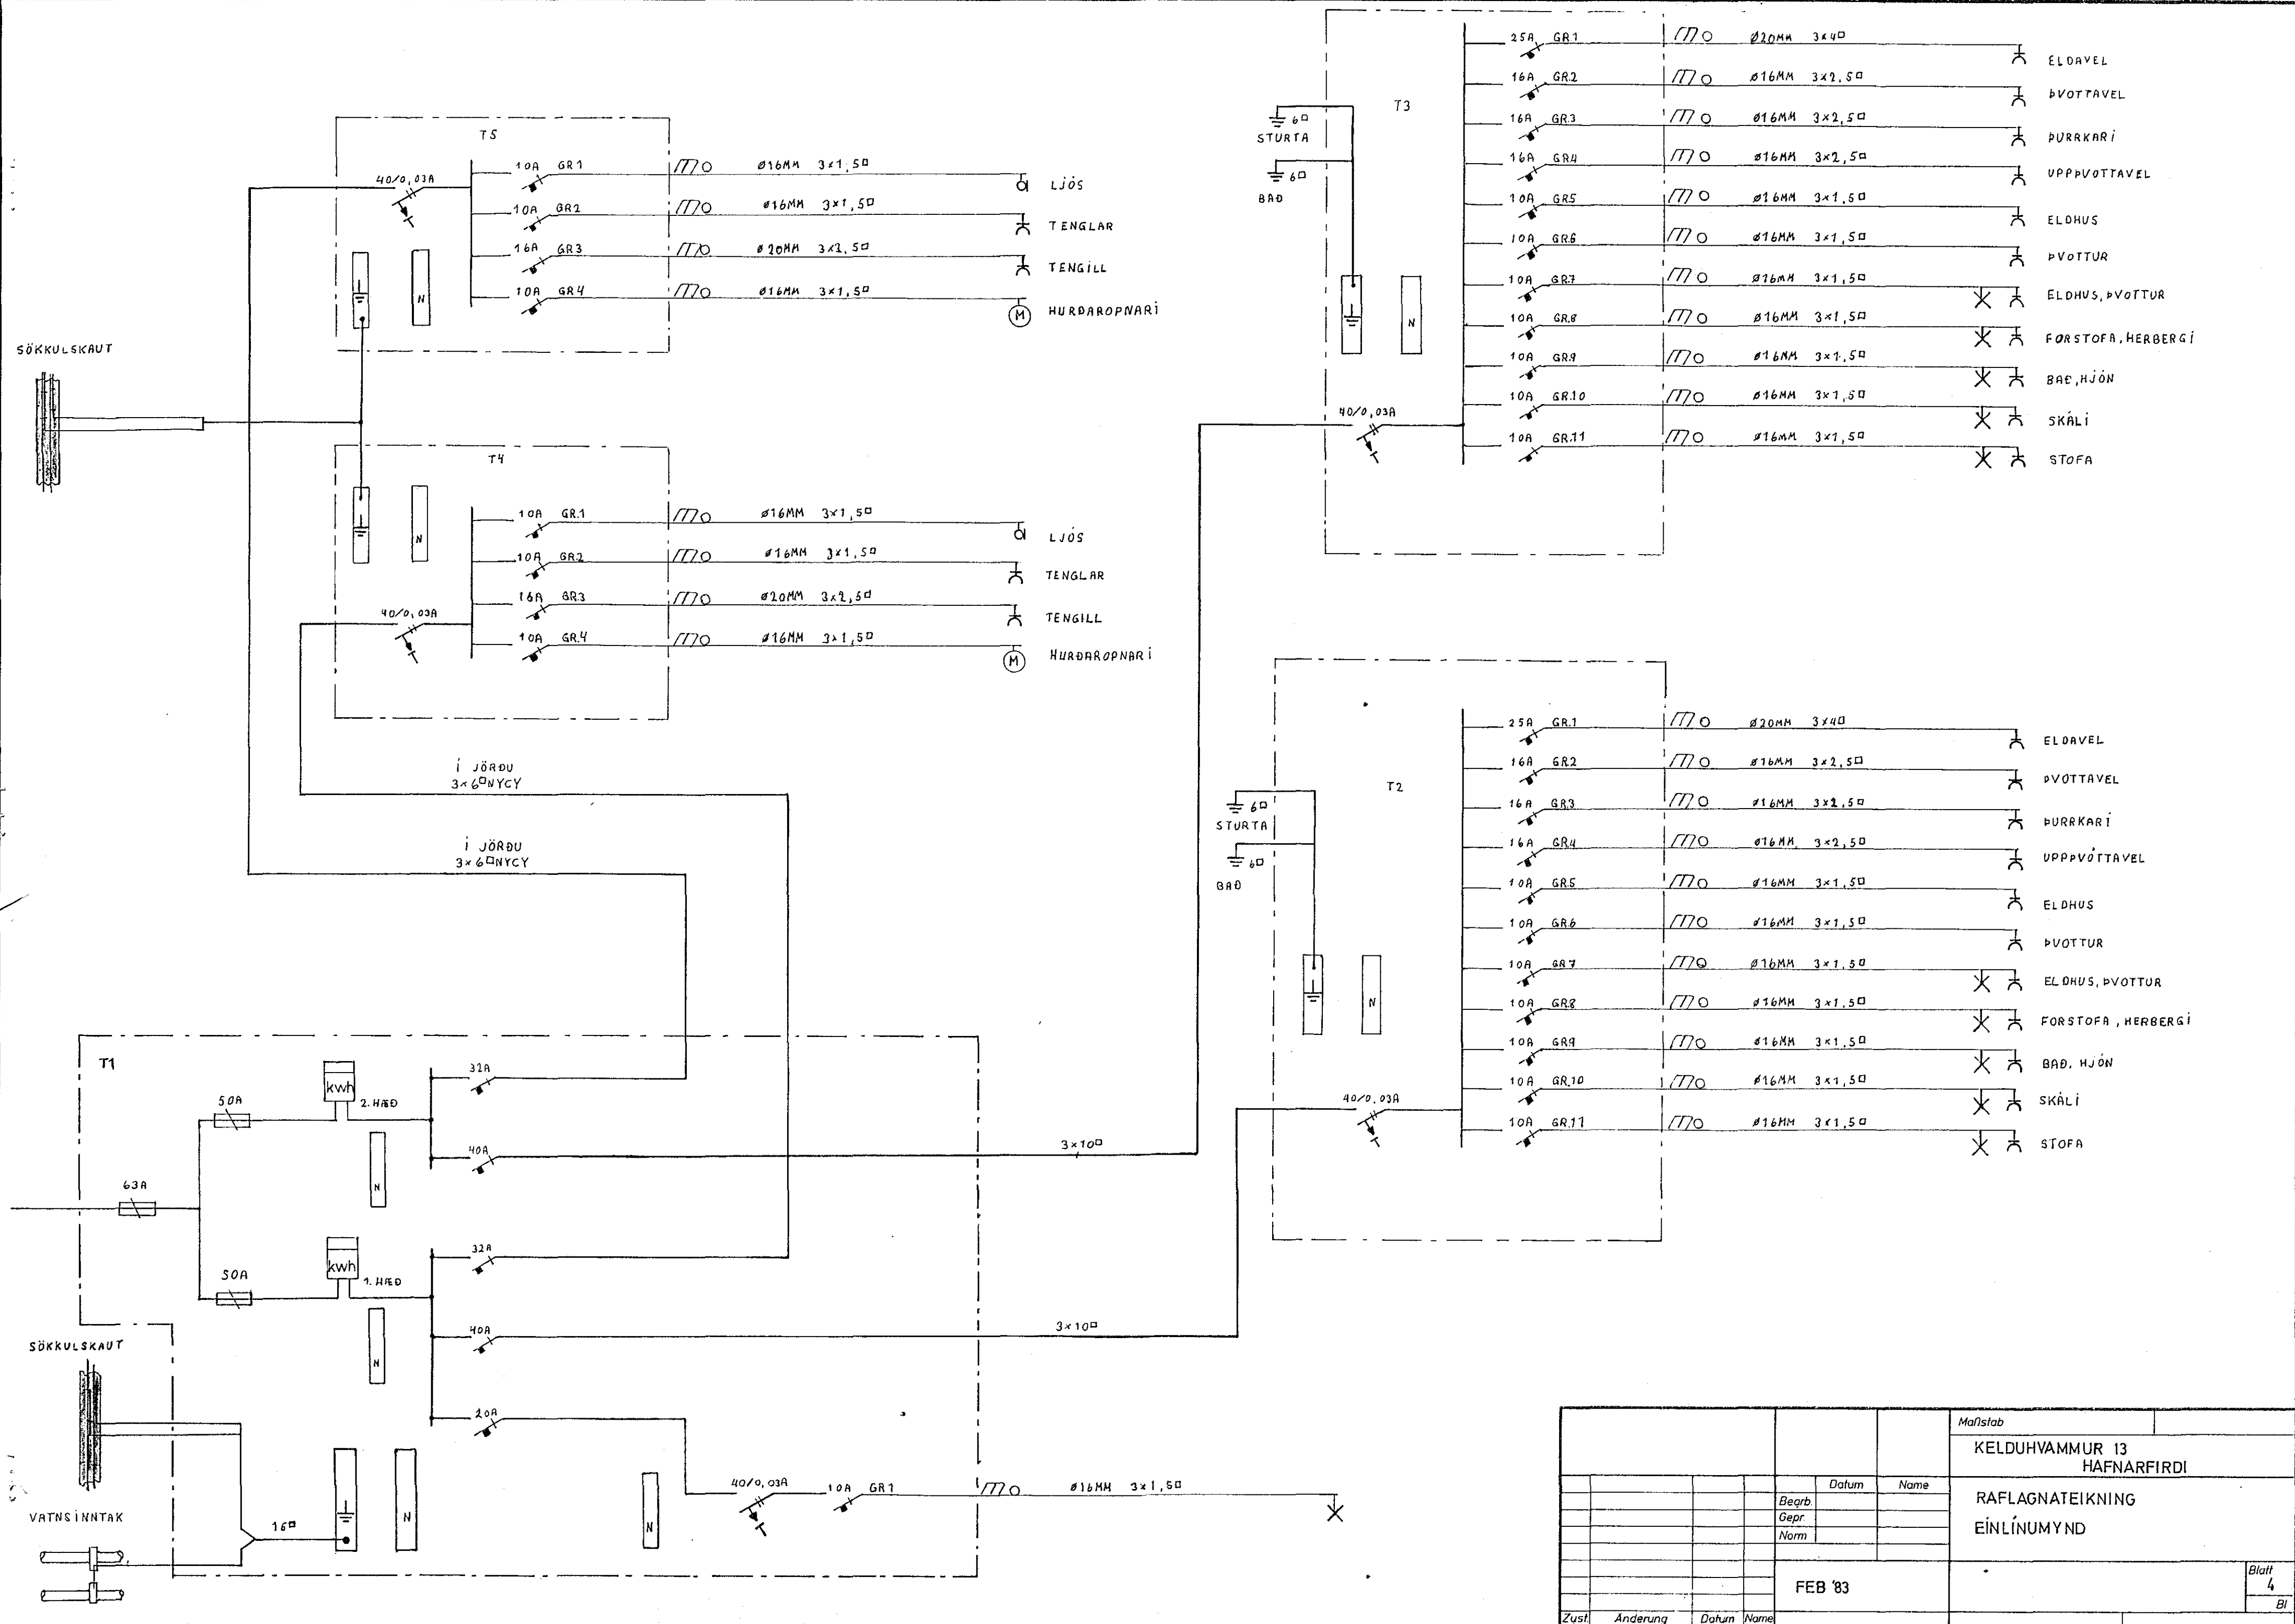 T5
40/0,03A
10A GR1 Ø16MM 3×1,5□ LJÓS
10A GR2 Ø16MM 3×1,5□ TENGLAR
16A GR3 Ø20MM 3×2,5□ TENGILL
10A GR4 Ø16MM 3×1,5□ HURÐAROPNARI
N
SÖKKULSKAUT
T4
N
40/0,03A
10A GR.1 Ø16MM 3×1,5□ LJÓS
10A GR.2 Ø16MM 3×1,5□ TENGLAR
16A GR.3 Ø20MM 3×2,5□ TENGILL
10A GR.4 Ø16MM 3×1,5□ HURÐAROPNARI
Í JÖRÐU
3×6□NYCY
Í JÖRÐU
3×6□NYCY
T3
6□
STURTA
6□
BAÐ
N
40/0,03A
25A GR.1 Ø20MM 3×4□ ELDAVEL
16A GR.2 Ø16MM 3×2,5□ ÞVOTTAVEL
16A GR.3 Ø16MM 3×2,5□ ÞURRKARI
16A GR.4 Ø16MM 3×2,5□ UPPÞVOTTAVEL
10A GR5 Ø16MM 3×1,5□ ELDHUS
10A GR.6 Ø16MM 3×1,5□ ÞVOTTUR
10A GR.7 Ø16MM 3×1,5□ ELDHUS, ÞVOTTUR
10A GR.8 Ø16MM 3×1,5□ FORSTOFA, HERBERGI
10A GR.9 Ø16MM 3×1,5□ BAÐ, HJÓN
10A GR.10 Ø16MM 3×1,5□ SKÁLI
10A GR.11 Ø16MM 3×1,5□ STOFA
T2
6□
STURTA
6□
BAÐ
N
40/0,03A
25A GR.1 Ø20MM 3×4□ ELDAVEL
16A GR.2 Ø16MM 3×2,5□ ÞVOTTAVEL
16A GR.3 Ø16MM 3×2,5□ ÞURRKARI
16A GR.4 Ø16MM 3×2,5□ UPPÞVÓTTAVEL
10A GR.5 Ø16MM 3×1,5□ ELDHUS
10A GR.6 Ø16MM 3×1,5□ ÞVOTTUR
10A GR.7 Ø16MM 3×1,5□ ELDHUS, ÞVOTTUR
10A GR.8 Ø16MM 3×1,5□ FORSTOFA, HERBERGI
10A GR.9 Ø16MM 3×1,5□ BAÐ, HJÓN
10A GR.10 Ø16MM 3×1,5□ SKÁLI
10A GR.11 Ø16MM 3×1,5□ STOFA
T1
63A
50A
kwh
2. HÆÐ
N
32A
40A
3×10□
50A
kwh
1. HÆÐ
N
32A
40A
3×10□
20A
40/0,03A 10A GR1 Ø16MM 3×1,5□
N
N
N
SÖKKULSKAUT
VATNSINNTAK
16□
Maßstab
KELDUHVAMMUR 13
HAFNARFIRDI
Datum Name
Bearb.
Gepr.
Norm
RAFLAGNATEIKNING
EINLÍNUMYND
FEB '83
Blatt
4
Bl
Zust. Änderung Datum Name